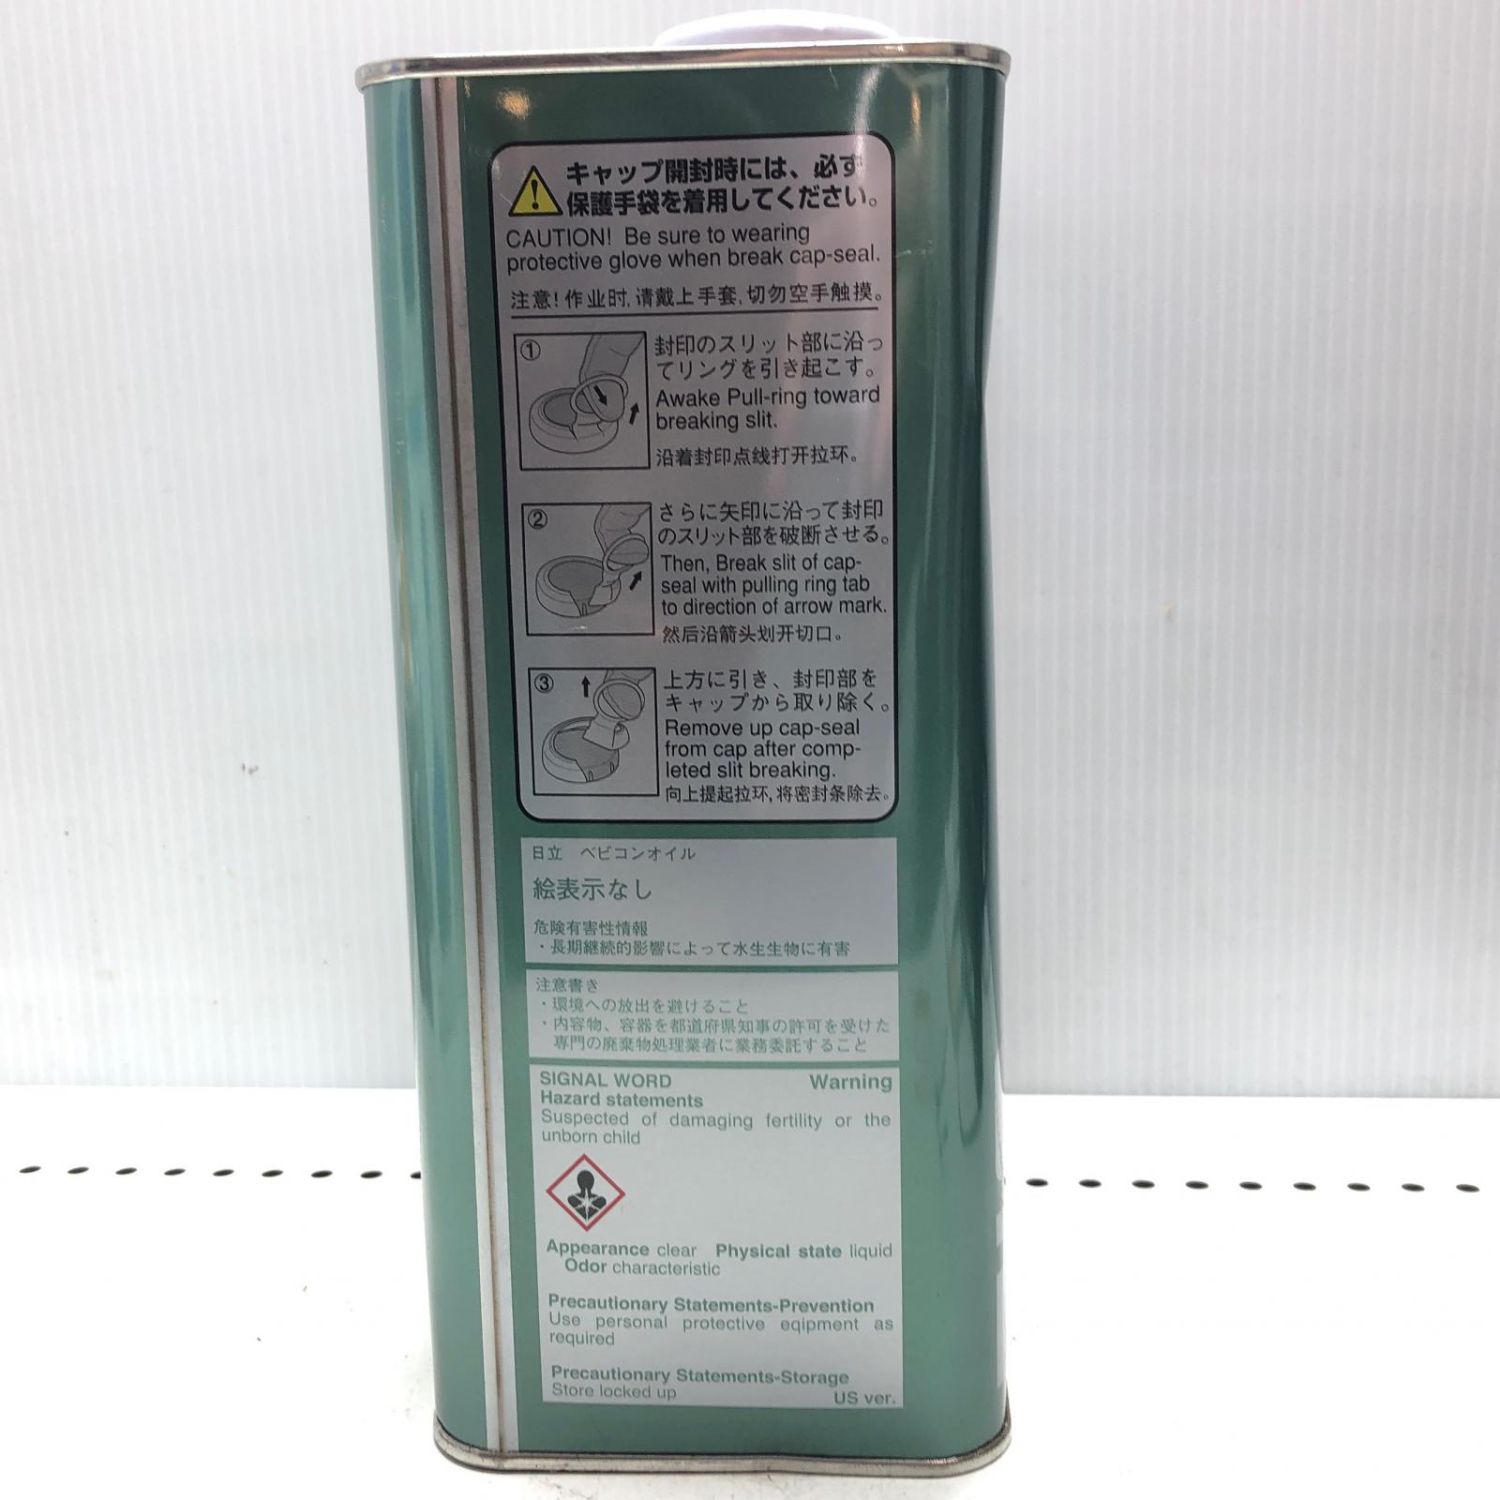 キャップ開封時には、必ず
保護手袋を着用してください。
CAUTION! Be sure to wearing
protective glove when break cap-seal.
注意!作业时,请戴上手套,切勿空手触摸。
①
封印のスリット部に沿っ
てリングを引き起こす。
Awake Pull-ring toward
breaking slit.
沿着封印点线打开拉环。
②
さらに矢印に沿って封印
のスリット部を破断させる。
Then, Break slit of cap-
seal with pulling ring tab
to direction of arrow mark.
然后沿箭头划开切口。
③
上方に引き、封印部を
キャップから取り除く。
Remove up cap-seal
from cap after comp-
leted slit breaking.
向上提起拉环,将密封条除去。
日立　ベビコンオイル
絵表示なし
危険有害性情報
・長期継続的影響によって水生生物に有害
注意書き
・環境への放出を避けること
・内容物、容器を都道府県知事の許可を受けた
専門の廃棄物処理業者に業務委託すること
SIGNAL WORD Warning
Hazard statements
Suspected of damaging fertility or the
unborn child
Appearance clear Physical state liquid
Odor characteristic
Precautionary Statements-Prevention
Use personal protective eqipment as
required
Precautionary Statements-Storage
Store locked up US ver.